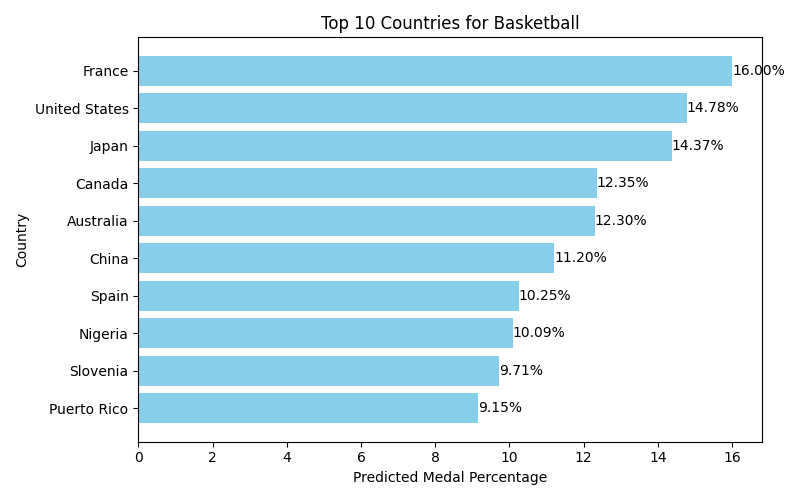 Top 10 Countries for Basketball
Country
France 16.00%
United States 14.78%
Japan 14.37%
Canada 12.35%
Australia 12.30%
China 11.20%
Spain 10.25%
Nigeria 10.09%
Slovenia 9.71%
Puerto Rico 9.15%
0 2 4 6 8 10 12 14 16
Predicted Medal Percentage